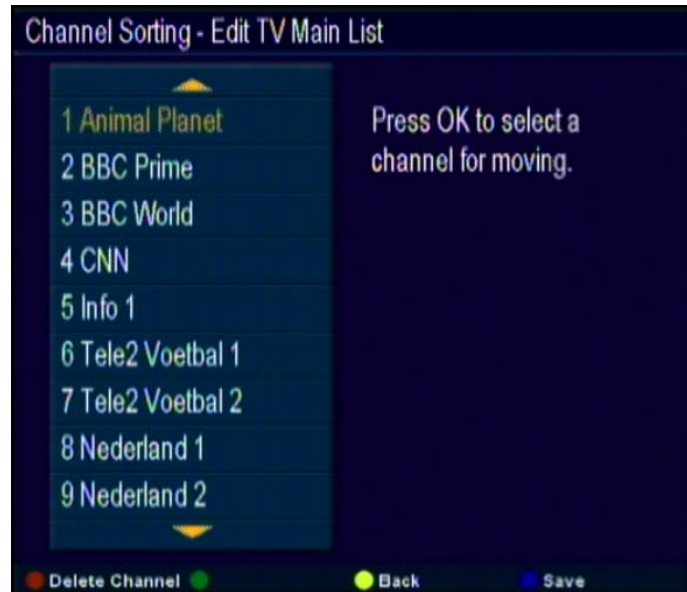 Channel Sorting - Edit TV Main List
1 Animal Planet
2 BBC Prime
3 BBC World
4 CNN
5 Info 1
6 Tele2 Voetbal 1
7 Tele2 Voetbal 2
8 Nederland 1
9 Nederland 2
Press OK to select a
channel for moving.
Delete Channel
Back
Save